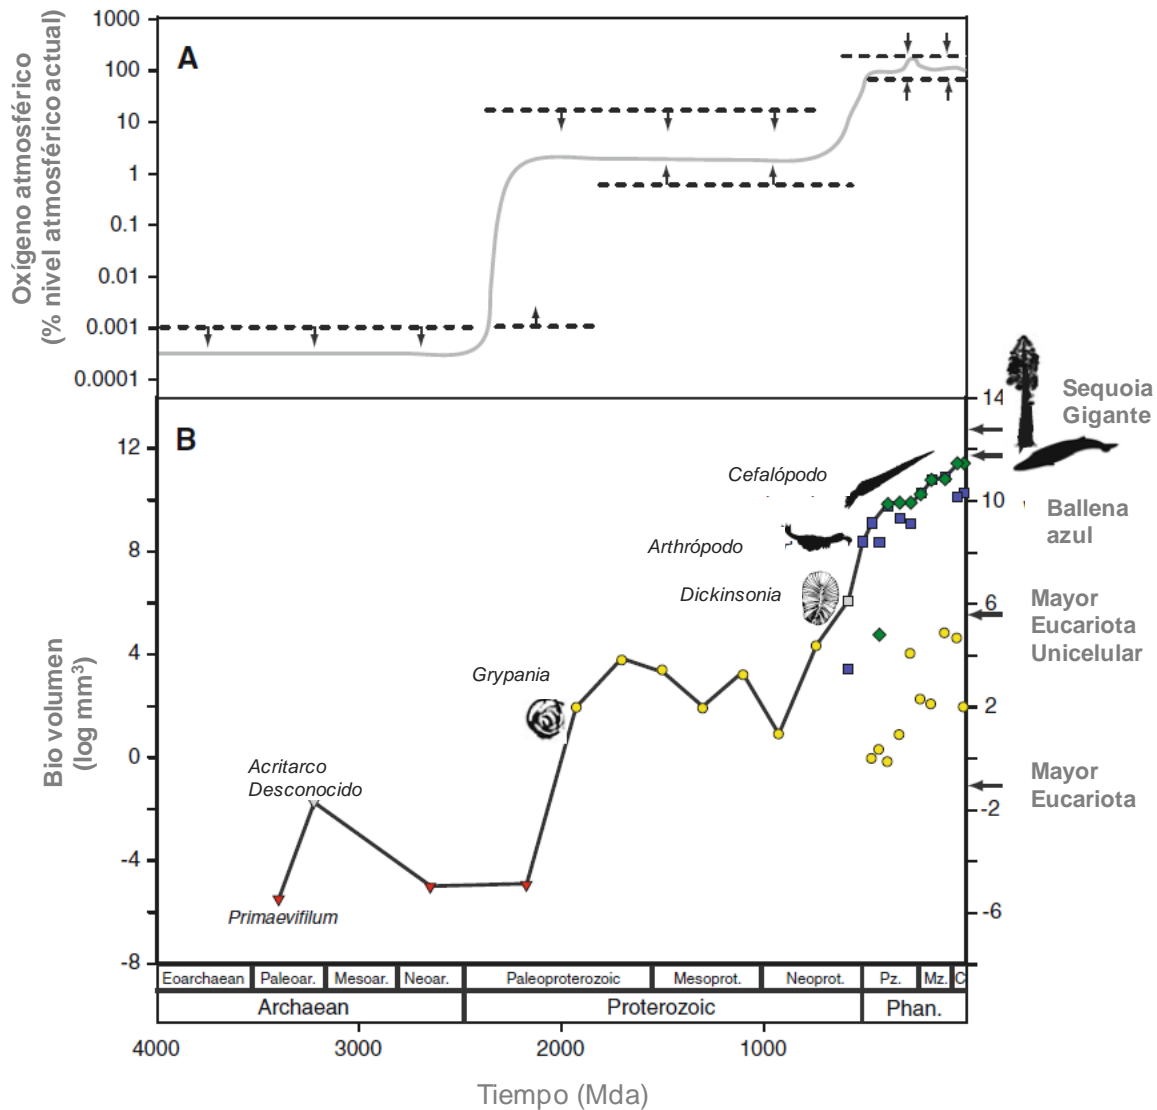 Oxígeno atmosférico
(% nivel atmosférico actual)
1000
100
10
1
0.1
0.01
0.001
0.0001
A
B
Bio volumen
(log mm³)
12
8
4
0
-4
-8
14
10
6
2
-2
-6
Sequoia
Gigante
Ballena
azul
Mayor
Eucariota
Unicelular
Mayor
Eucariota
Cefalópodo
Arthrópodo
Dickinsonia
Grypania
Acritarco
Desconocido
Primaevifilum
Eoarchaean Paleoar. Mesoar. Neoar. Paleoproterozoic Mesoprot. Neoprot. Pz. Mz. C
Archaean Proterozoic Phan.
4000 3000 2000 1000
Tiempo (Mda)